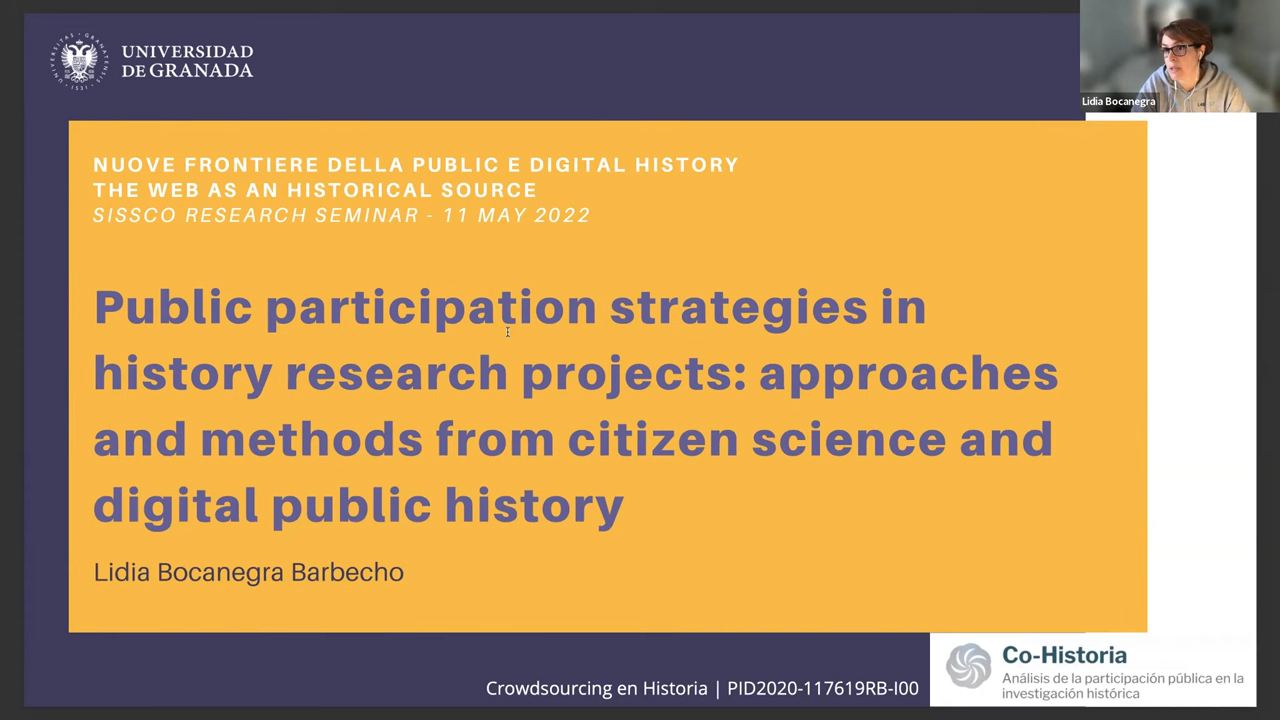 UNIVERSIDAD
DE GRANADA
Lidia Bocanegra
NUOVE FRONTIERE DELLA PUBLIC E DIGITAL HISTORY
THE WEB AS AN HISTORICAL SOURCE
SISSCO RESEARCH SEMINAR - 11 MAY 2022
Public participation strategies in
history research projects: approaches
and methods from citizen science and
digital public history
Lidia Bocanegra Barbecho
Crowdsourcing en Historia | PID2020-117619RB-I00
Co-Historia
Análisis de la participación pública en la
investigación histórica